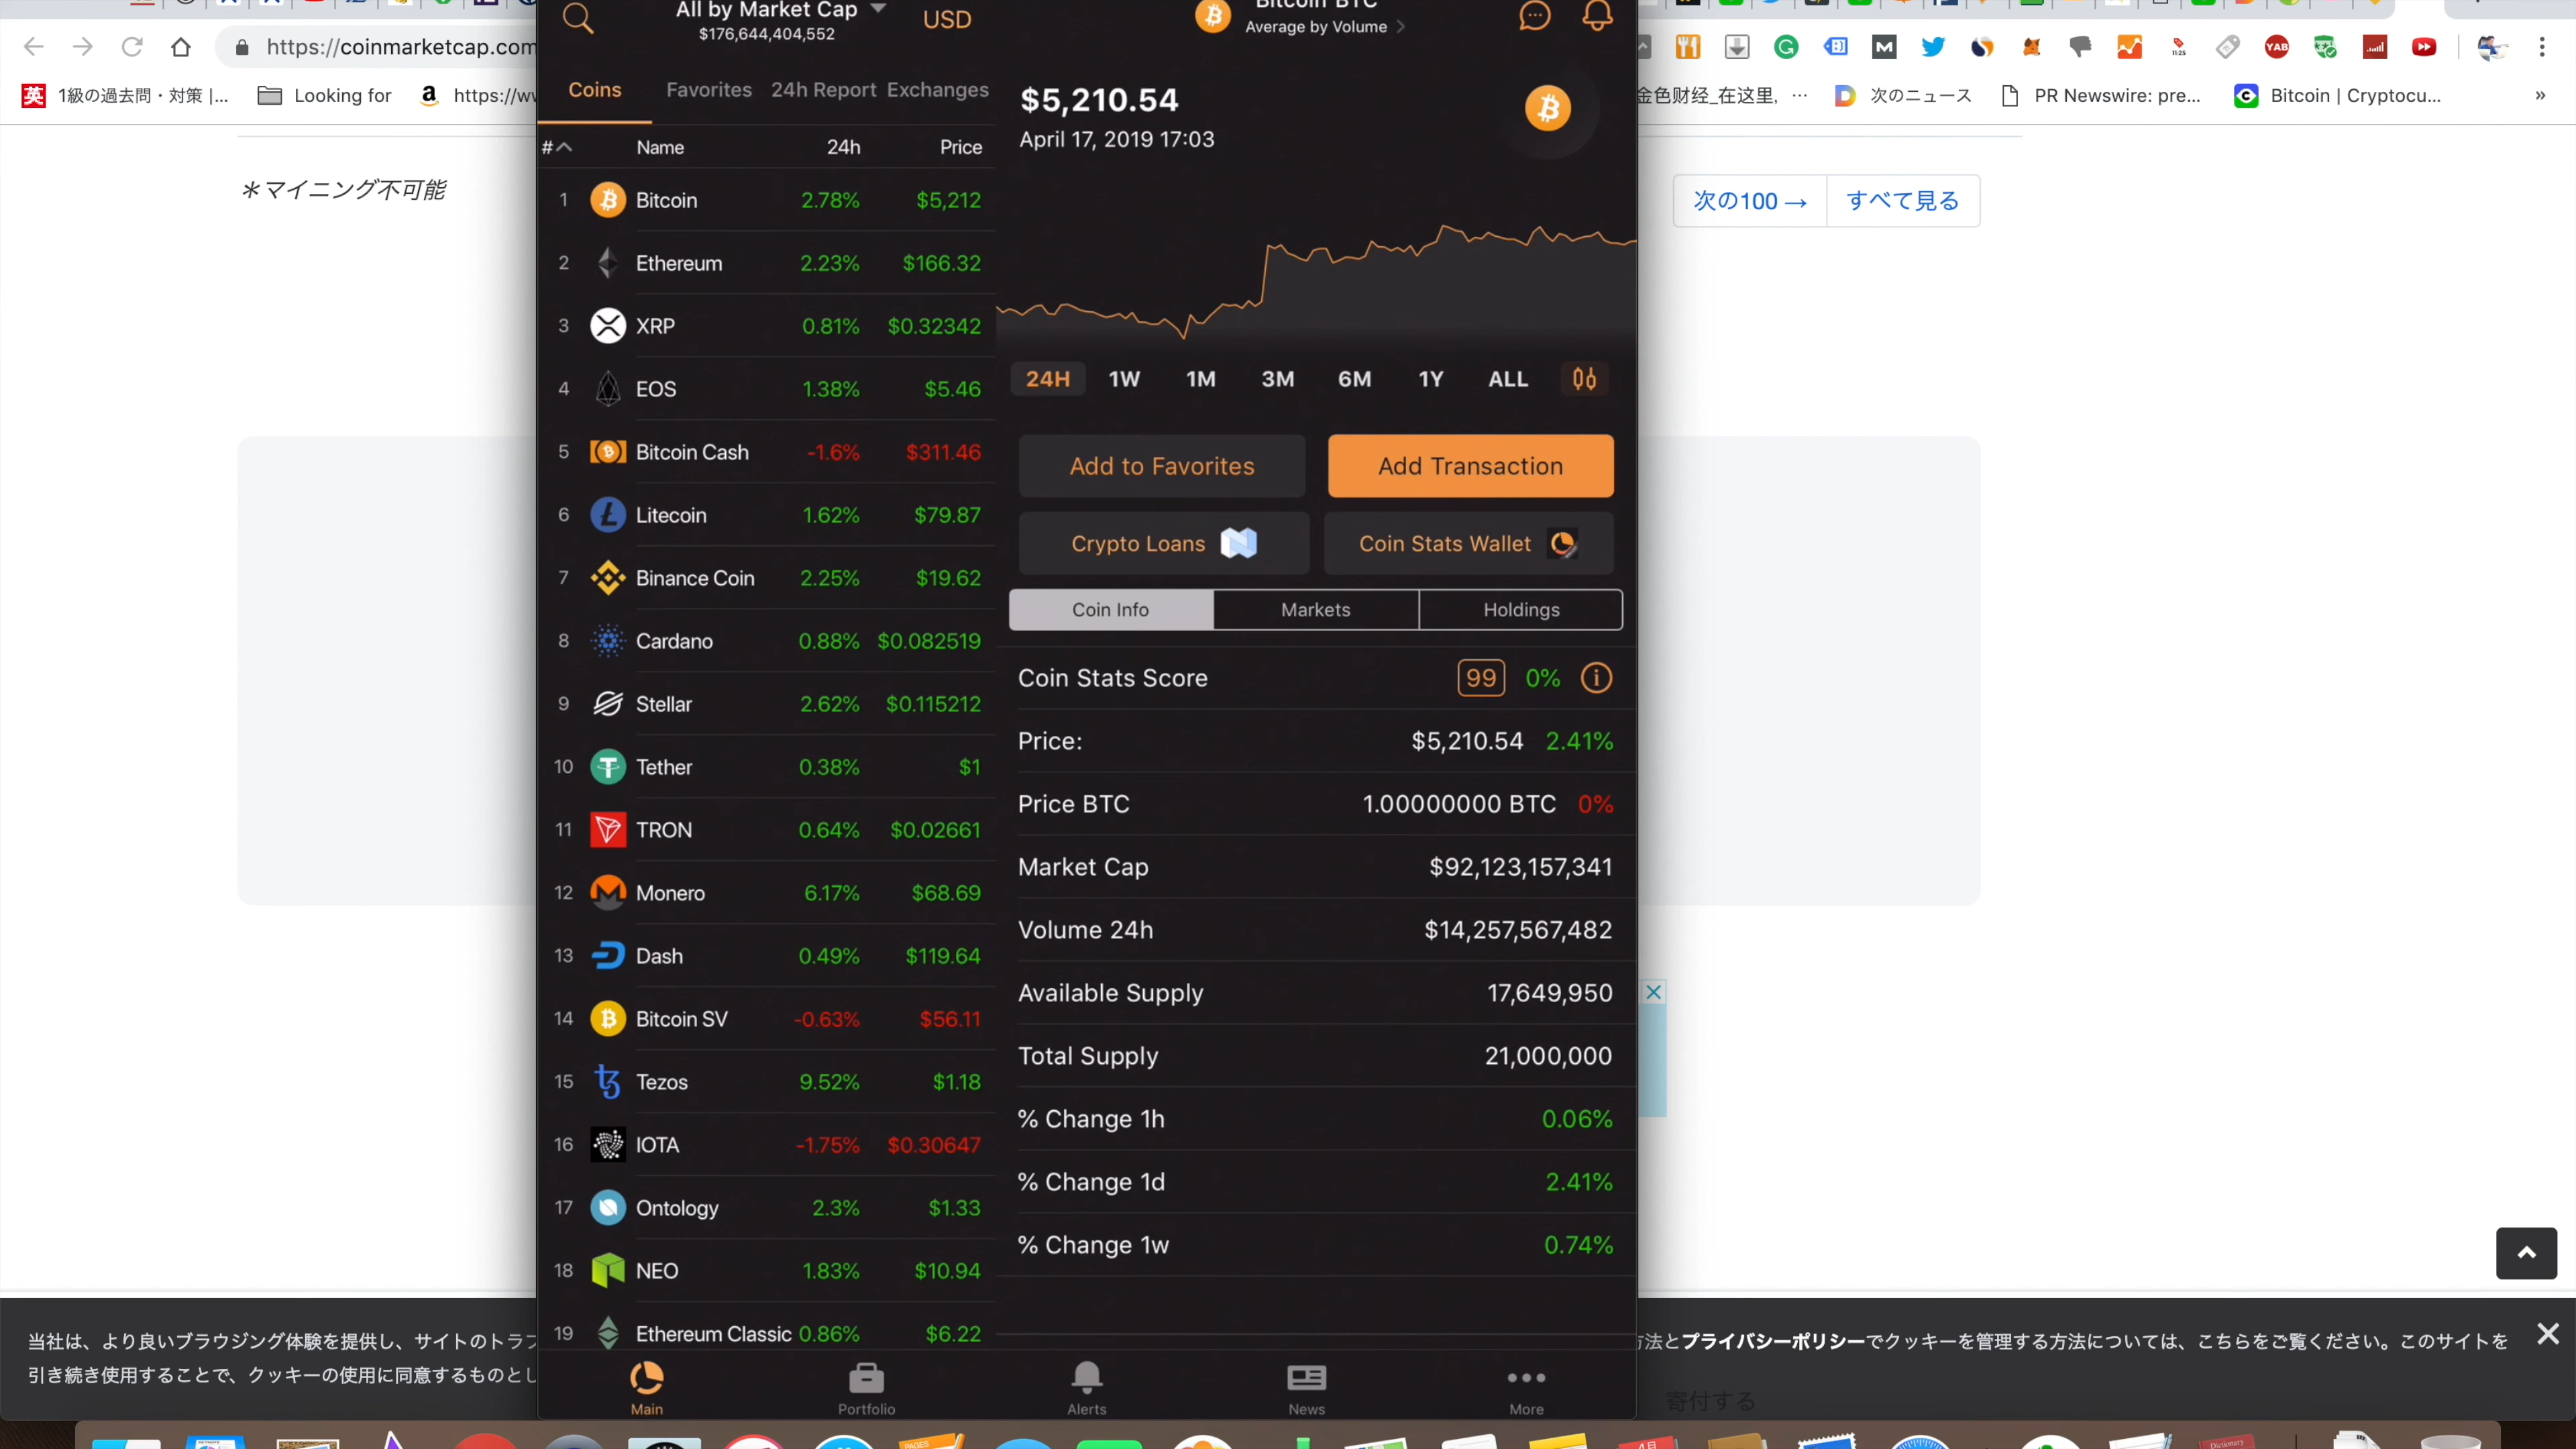 https://coinmarketcap.com
1級の過去問・対策 |...
Looking for
https://ww
金色财经_在这里, ...
次のニュース
PR Newswire: pre...
Bitcoin | Cryptocu...
»
＊マイニング不可能
次の100 →
すべて見る
All by Market Cap
$176,644,404,552
USD
Coins Favorites 24h Report Exchanges
# Name 24h Price
1 Bitcoin 2.78% $5,212
2 Ethereum 2.23% $166.32
3 XRP 0.81% $0.32342
4 EOS 1.38% $5.46
5 Bitcoin Cash -1.6% $311.46
6 Litecoin 1.62% $79.87
7 Binance Coin 2.25% $19.62
8 Cardano 0.88% $0.082519
9 Stellar 2.62% $0.115212
10 Tether 0.38% $1
11 TRON 0.64% $0.02661
12 Monero 6.17% $68.69
13 Dash 0.49% $119.64
14 Bitcoin SV -0.63% $56.11
15 Tezos 9.52% $1.18
16 IOTA -1.75% $0.30647
17 Ontology 2.3% $1.33
18 NEO 1.83% $10.94
19 Ethereum Classic 0.86% $6.22
Bitcoin BTC
Average by Volume
$5,210.54
April 17, 2019 17:03
24H 1W 1M 3M 6M 1Y ALL
Add to Favorites
Add Transaction
Crypto Loans
Coin Stats Wallet
Coin Info Markets Holdings
Coin Stats Score 99 0%
Price: $5,210.54 2.41%
Price BTC 1.00000000 BTC 0%
Market Cap $92,123,157,341
Volume 24h $14,257,567,482
Available Supply 17,649,950
Total Supply 21,000,000
% Change 1h 0.06%
% Change 1d 2.41%
% Change 1w 0.74%
Main Portfolio Alerts News More
当社は、より良いブラウジング体験を提供し、サイトのトラフ
方法とプライバシーポリシーでクッキーを管理する方法については、こちらをご覧ください。このサイトを
引き続き使用することで、クッキーの使用に同意するものとし
寄付する
YAB
11:25
PAGES
4月
Dictionary